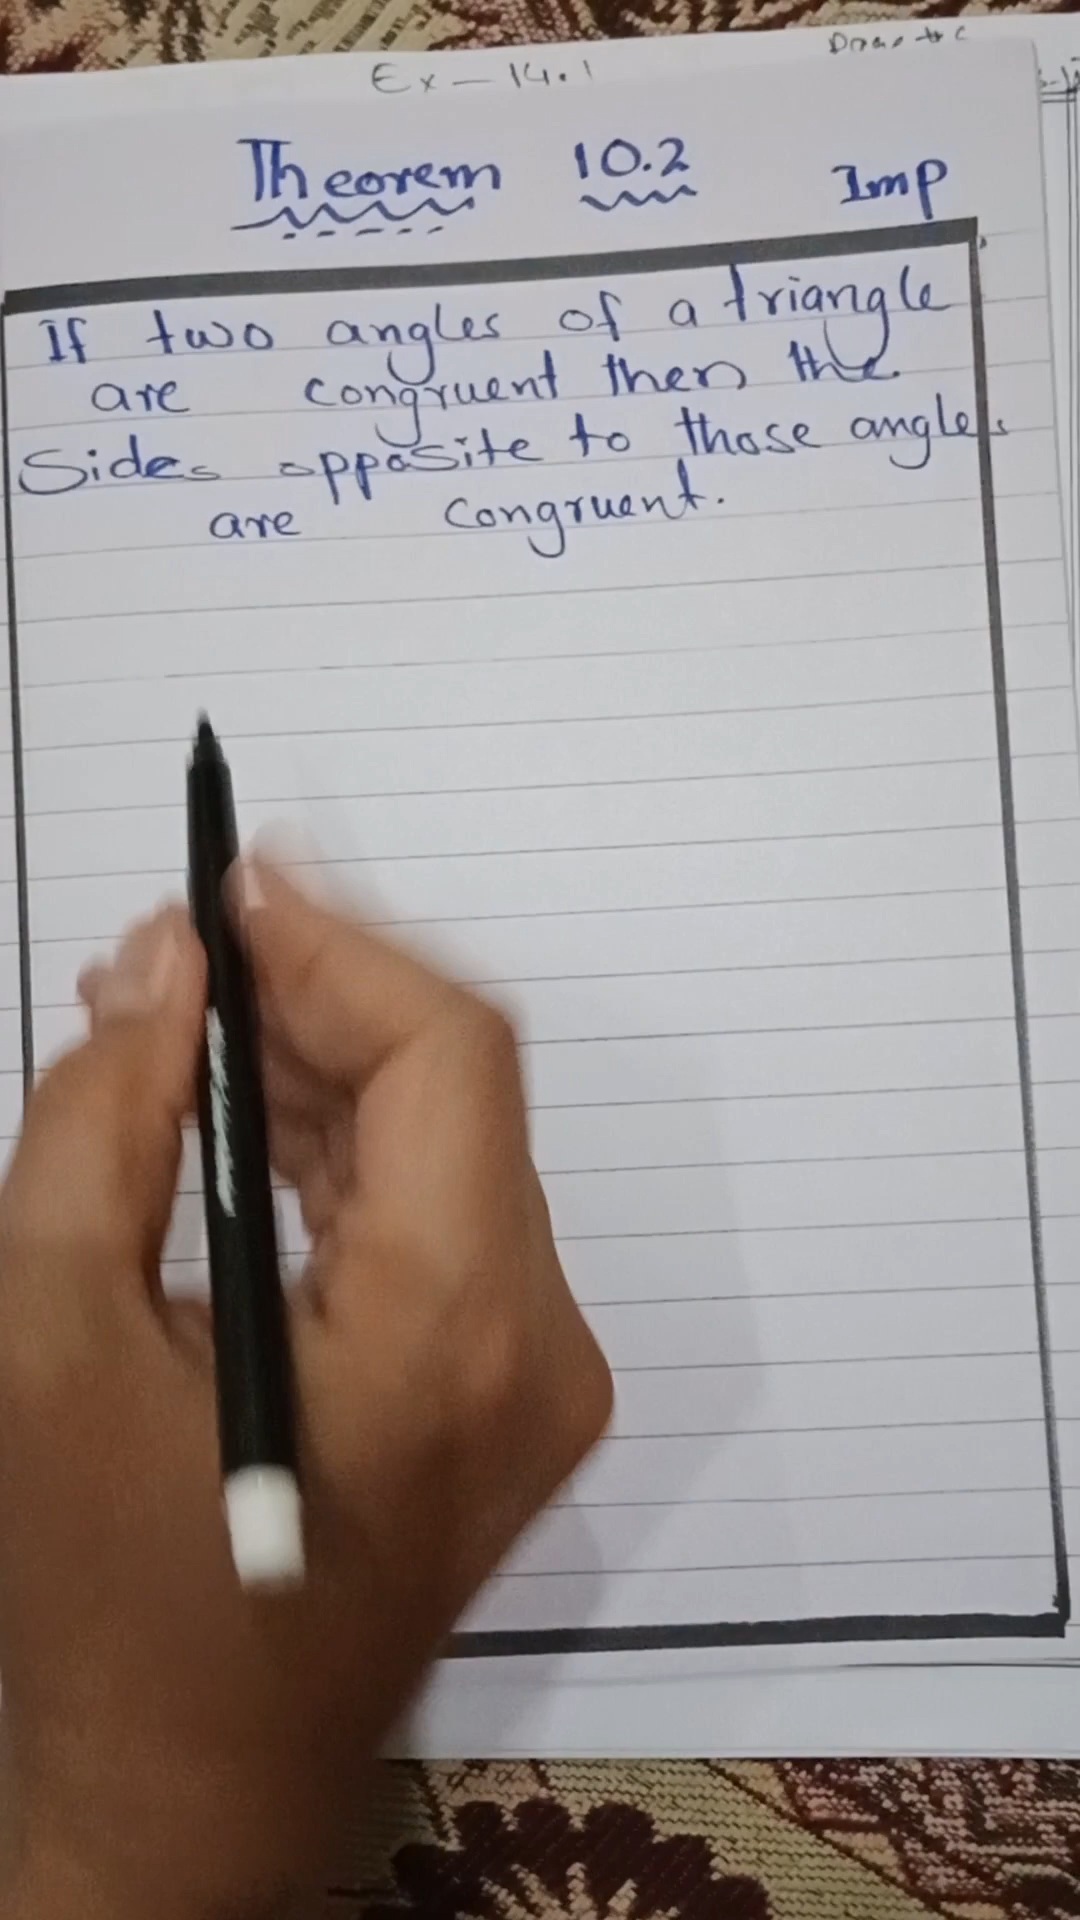 Ex – 14.1
Theorem 10.2 Imp
If two angles of a triangle
are congruent then the
Sides opposite to those angles
are congruent.